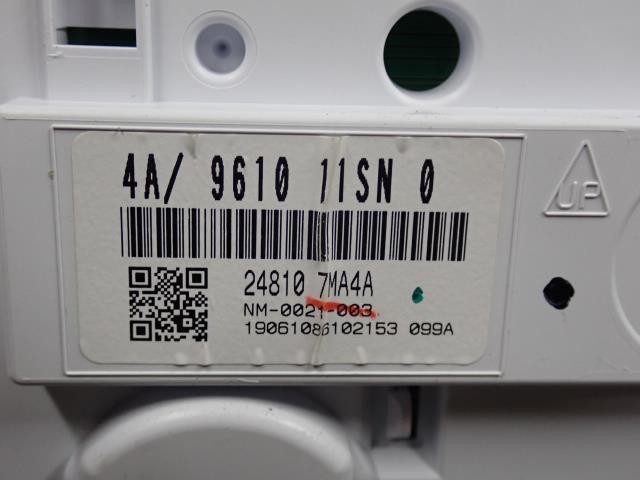 4A/ 9610 11SN 0
UP
24810 7MA4A
NM-0021-003
19061086102153 099A